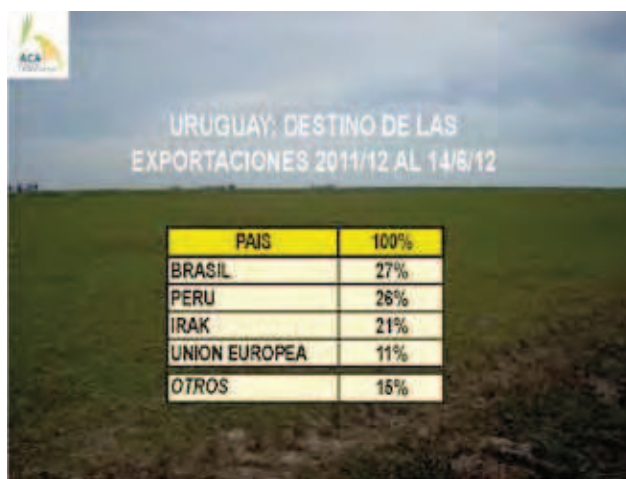 ACA
URUGUAY: DESTINO DE LAS
EXPORTACIONES 2011/12 AL 14/6/12
PAIS 100%
BRASIL 27%
PERU 26%
IRAK 21%
UNION EUROPEA 11%
OTROS 15%